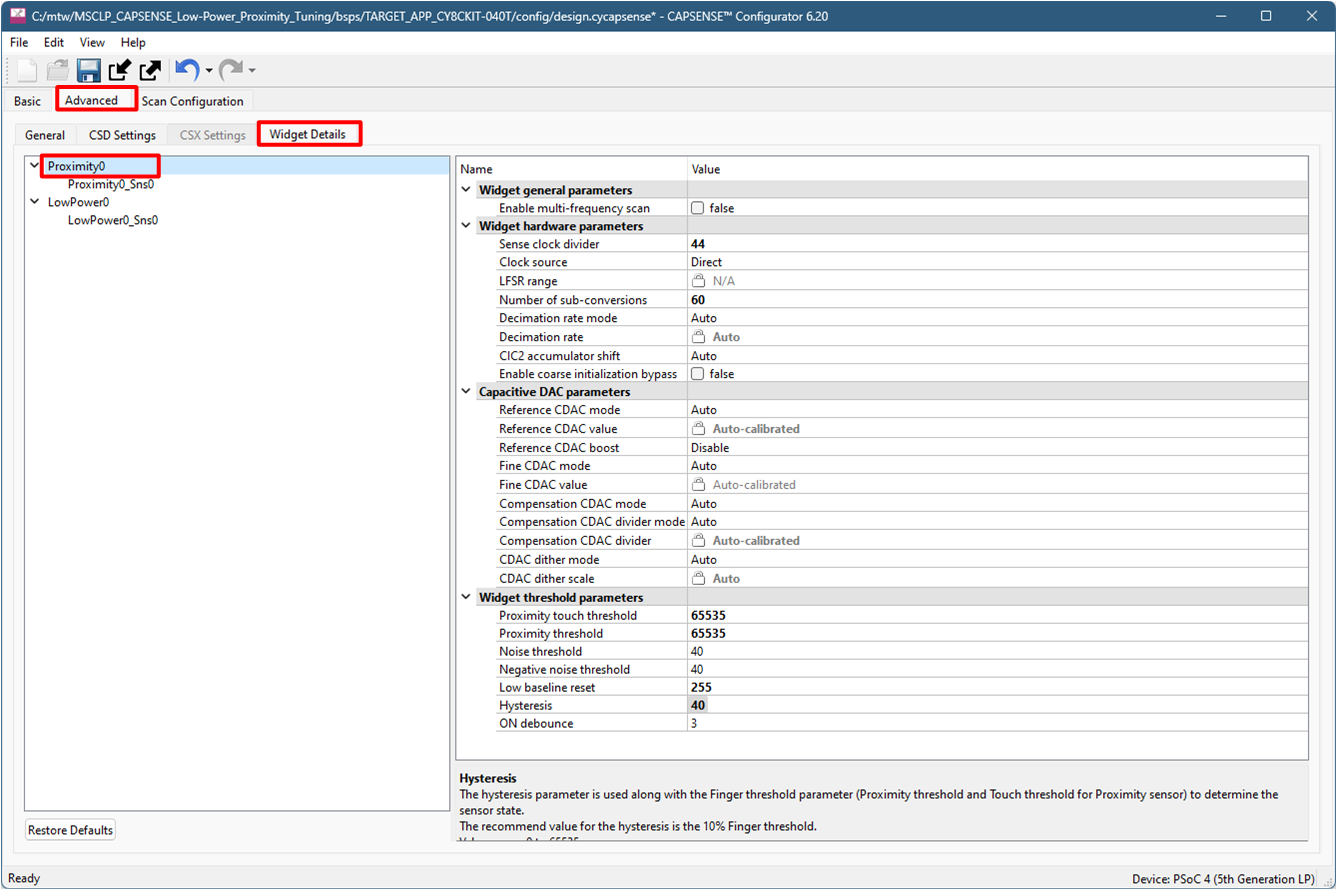 C:/mtw/MSCLP_CAPSENSE_Low-Power_Proximity_Tuning/bsps/TARGET_APP_CY8CKIT-040T/config/design.cycapsense* - CAPSENSE™ Configurator 6.20
File Edit View Help
Basic Advanced Scan Configuration
General CSD Settings CSX Settings Widget Details
Proximity0
Proximity0_Sns0
LowPower0
LowPower0_Sns0
Name Value
Widget general parameters
Enable multi-frequency scan false
Widget hardware parameters
Sense clock divider 44
Clock source Direct
LFSR range N/A
Number of sub-conversions 60
Decimation rate mode Auto
Decimation rate Auto
CIC2 accumulator shift Auto
Enable coarse initialization bypass false
Capacitive DAC parameters
Reference CDAC mode Auto
Reference CDAC value Auto-calibrated
Reference CDAC boost Disable
Fine CDAC mode Auto
Fine CDAC value Auto-calibrated
Compensation CDAC mode Auto
Compensation CDAC divider mode Auto
Compensation CDAC divider Auto-calibrated
CDAC dither mode Auto
CDAC dither scale Auto
Widget threshold parameters
Proximity touch threshold 65535
Proximity threshold 65535
Noise threshold 40
Negative noise threshold 40
Low baseline reset 255
Hysteresis 40
ON debounce 3
Hysteresis
The hysteresis parameter is used along with the Finger threshold parameter (Proximity threshold and Touch threshold for Proximity sensor) to determine the
sensor state.
The recommend value for the hysteresis is the 10% Finger threshold.
Restore Defaults
Ready
Device: PSoC 4 (5th Generation LP)